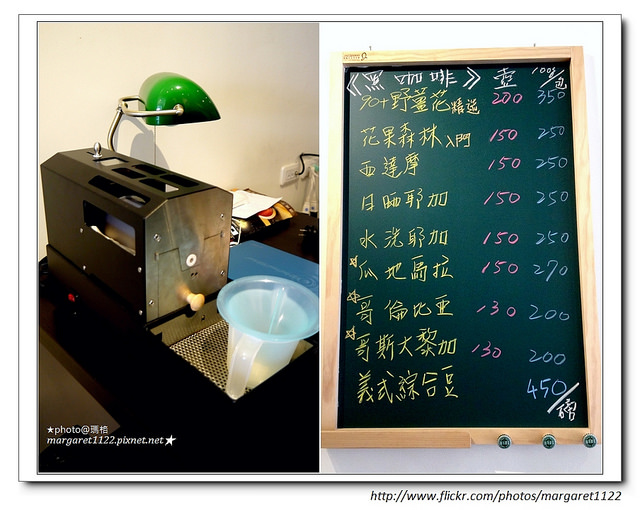 《黑咖啡》 壺 100g/包
90+野薑花精選 200 350
花果森林入門 150 250
西達摩 150 250
日晒耶加 150 250
水洗耶加 150 250
瓜地馬拉 150 270
哥倫比亞 130 200
哥斯大黎加 130 200
義式綜合豆 450/磅
★photo@瑪格
margaret1122.pixnet.net★
http://www.flickr.com/photos/margaret1122